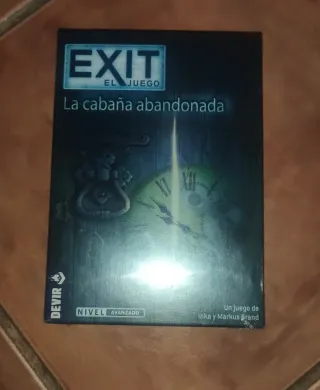 EXIT
EL JUEGO
La cabaña abandonada
DEVIR
NIVEL AVANZADO
Un juego de
Inka y Markus Brand